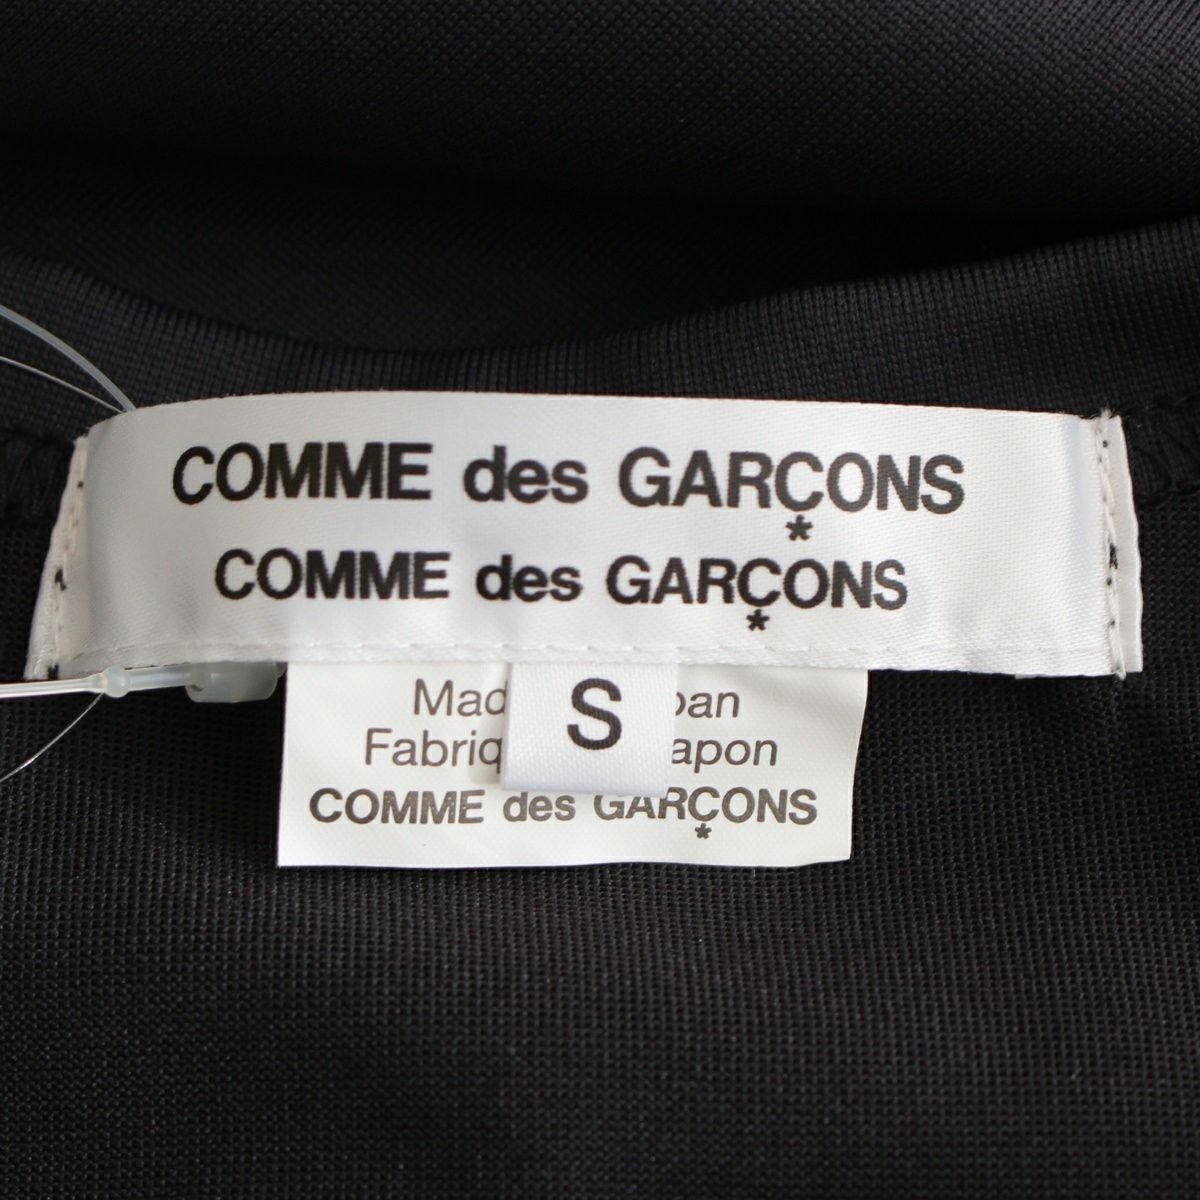 COMME des GARÇONS
*
COMME des GARÇONS
*
S
Mad pan
Fabriq apon
COMME des GARÇONS
*